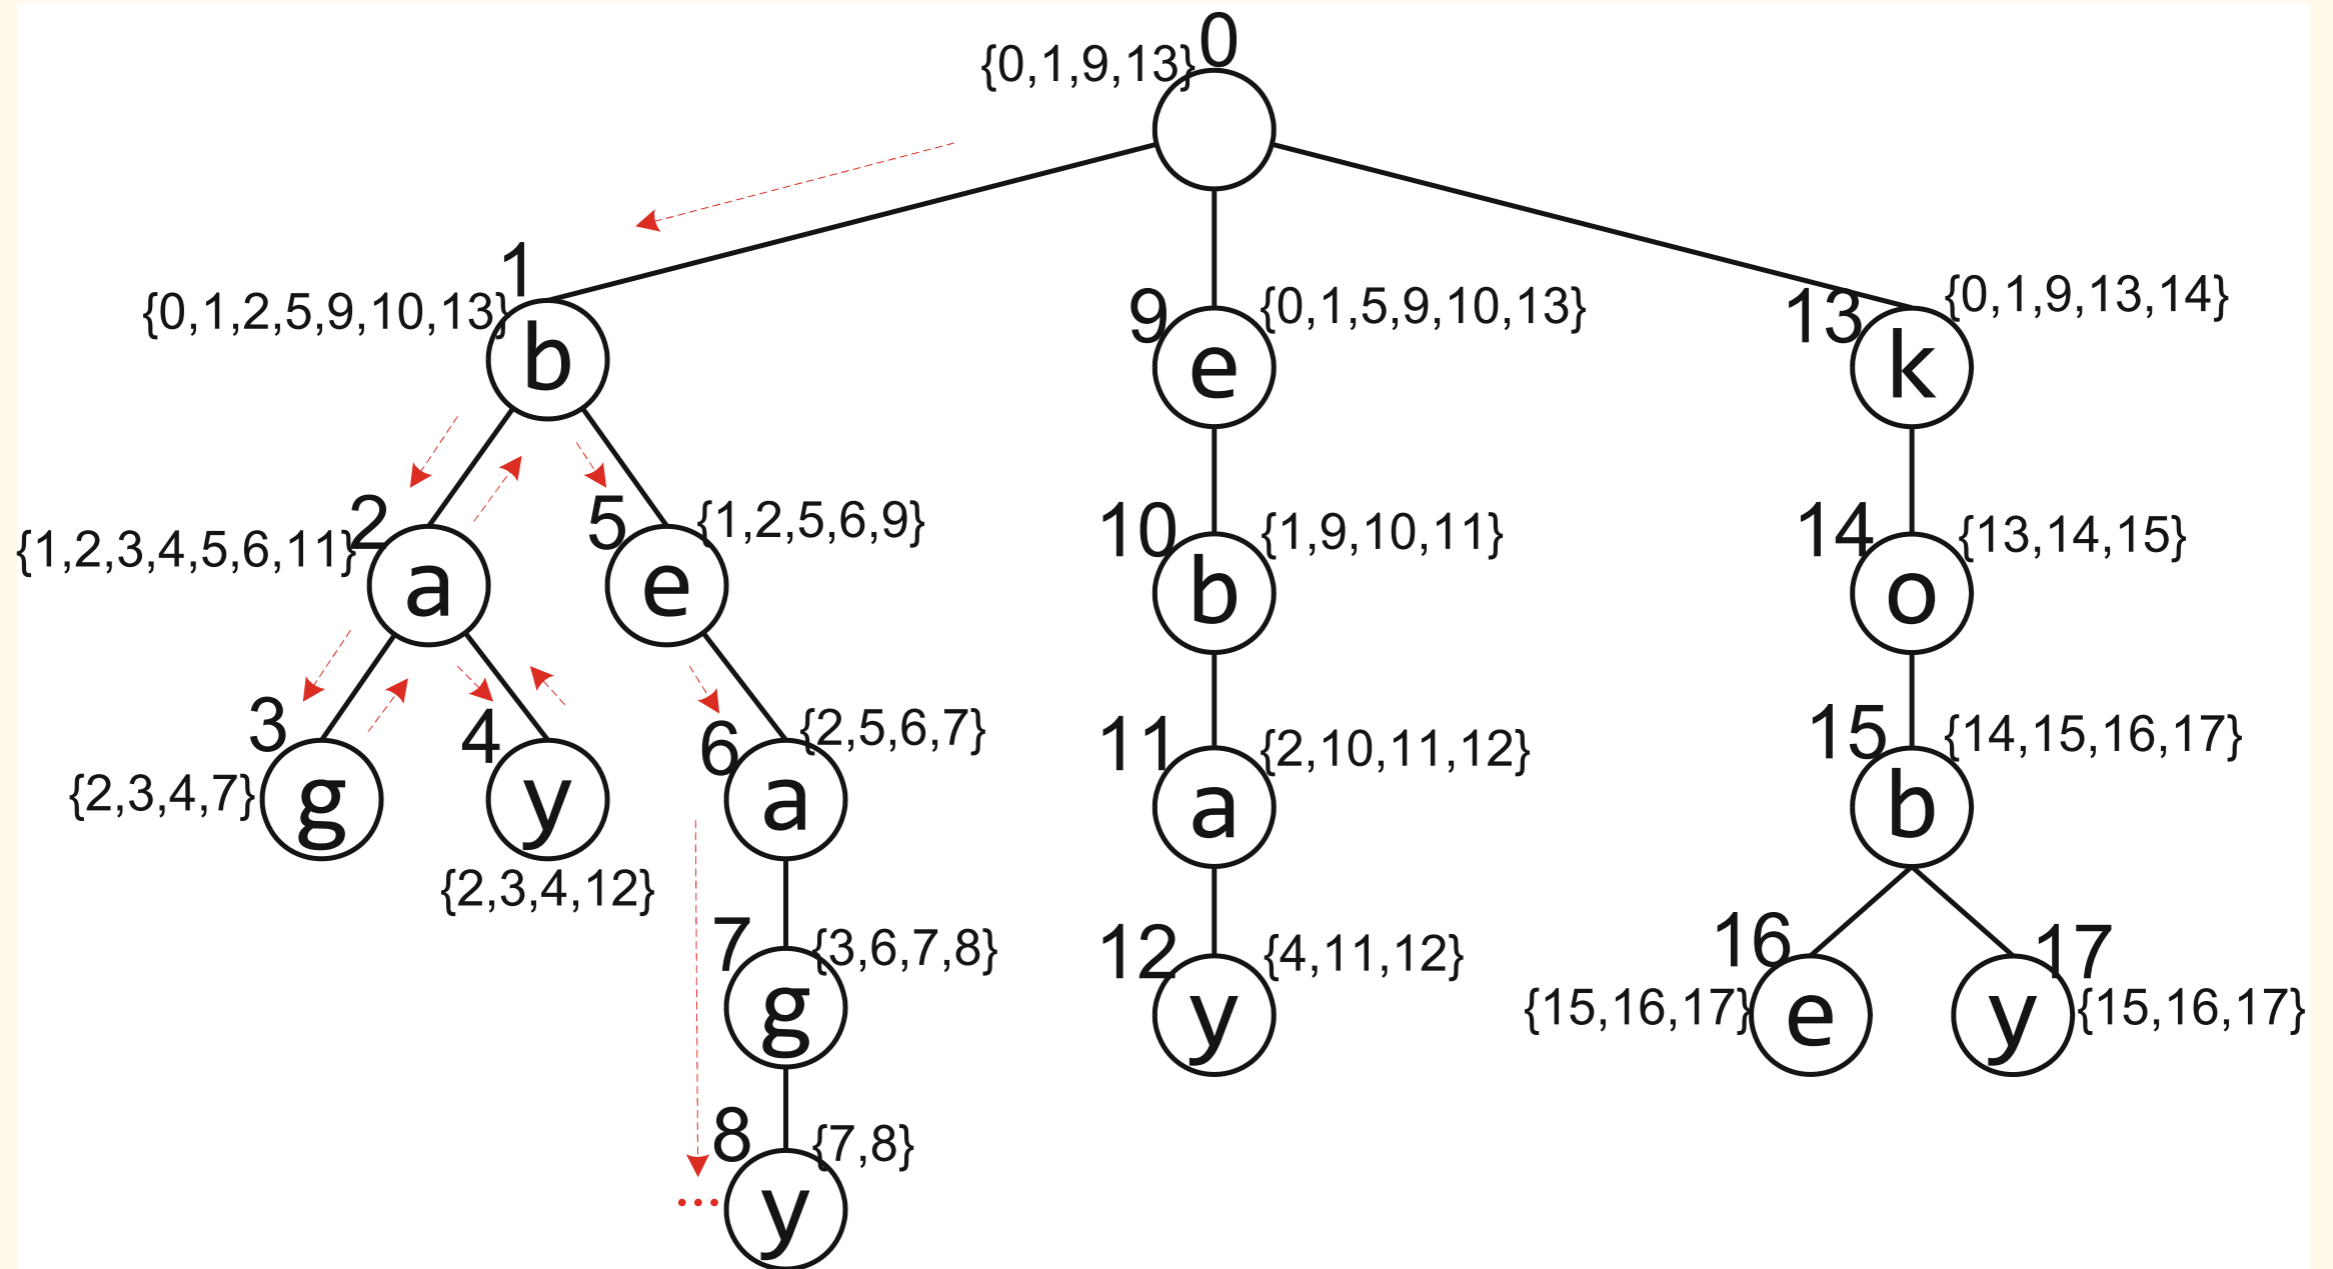 0
{0,1,9,13}
1
{0,1,2,5,9,10,13}
b
9
{0,1,5,9,10,13}
e
13
{0,1,9,13,14}
k
2
{1,2,3,4,5,6,11}
a
5
{1,2,5,6,9}
e
10
{1,9,10,11}
b
14
{13,14,15}
o
3
{2,3,4,7}
g
4
y
{2,3,4,12}
6
{2,5,6,7}
a
11
{2,10,11,12}
a
15
{14,15,16,17}
b
7
{3,6,7,8}
g
12
{4,11,12}
y
16
{15,16,17}
e
17
{15,16,17}
y
8
{7,8}
...
y